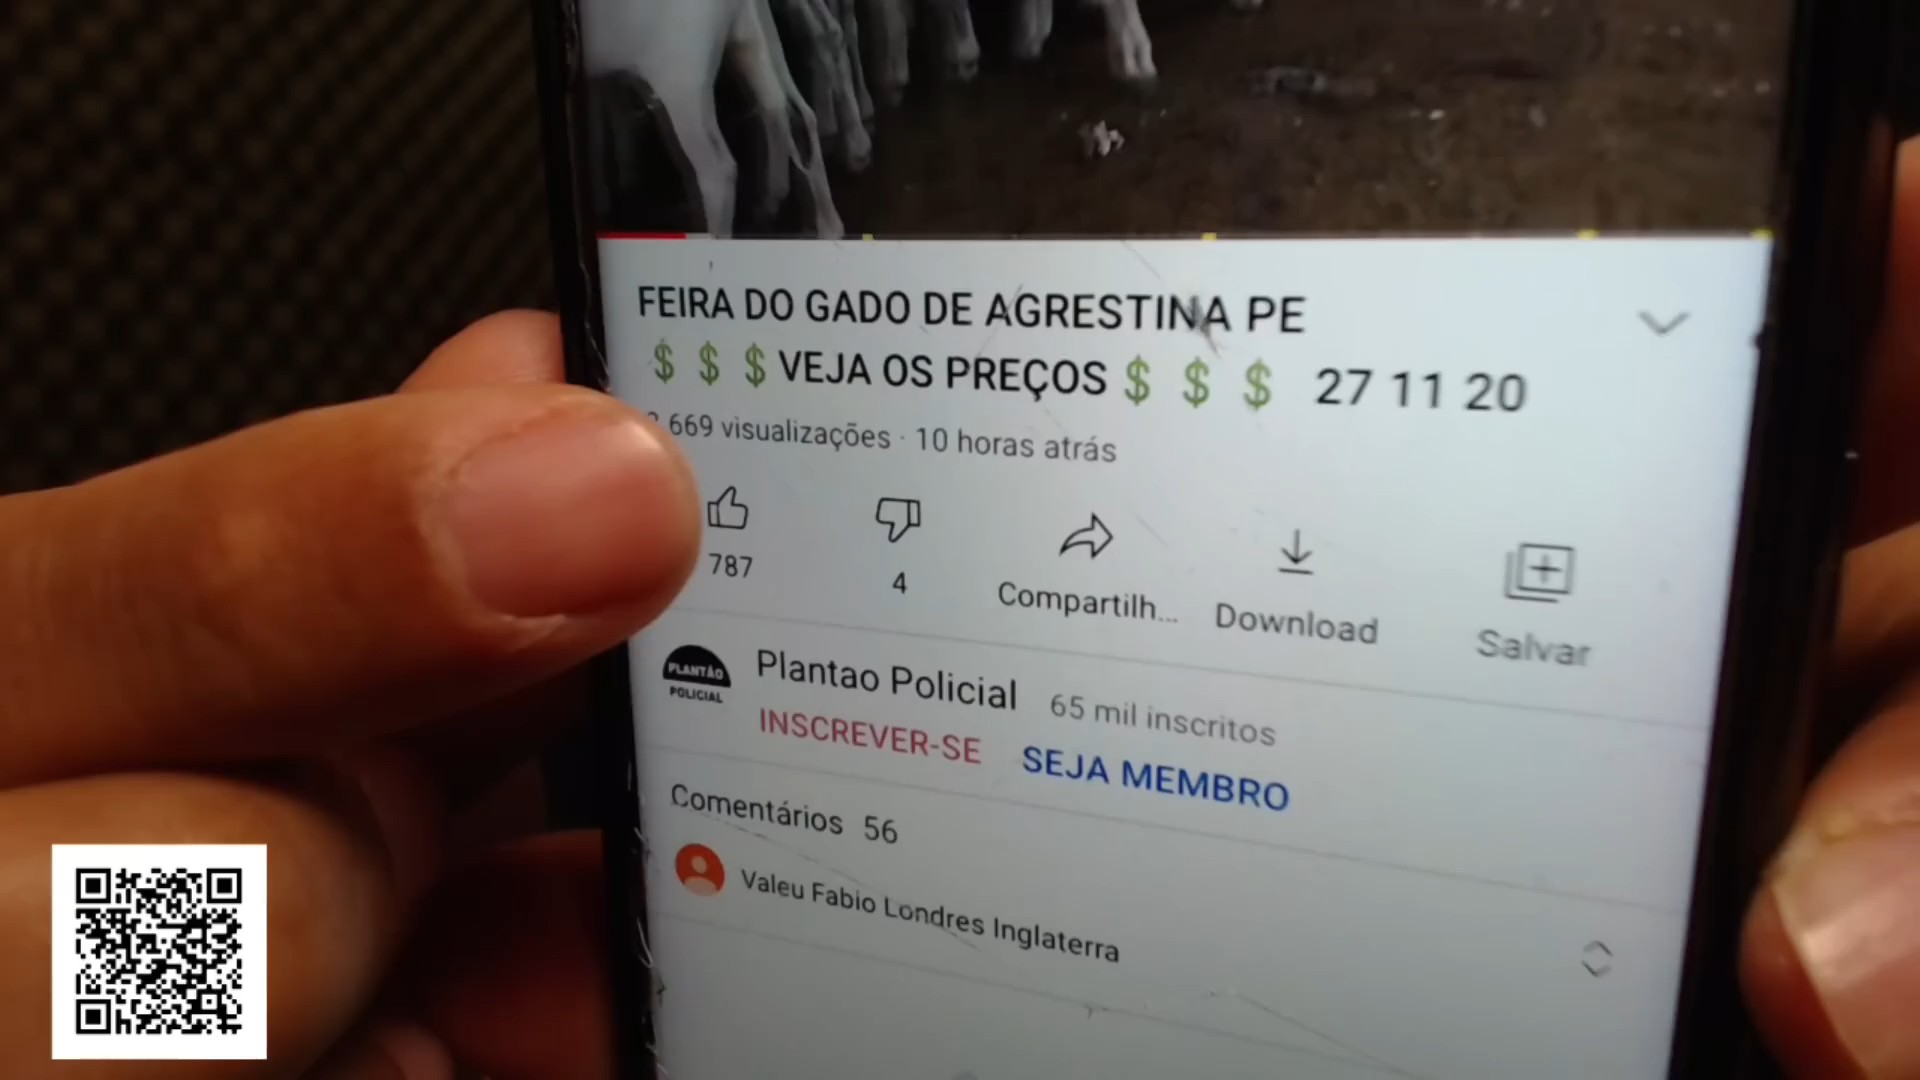 FEIRA DO GADO DE AGRESTINA PE
$ $ $ VEJA OS PREÇOS $ $ $ 27 11 20
669 visualizações · 10 horas atrás
787
4
Compartilh...
Download
Salvar
PLANTÃO
POLICIAL
Plantao Policial 65 mil inscritos
INSCREVER-SE SEJA MEMBRO
Comentários 56
Valeu Fabio Londres Inglaterra